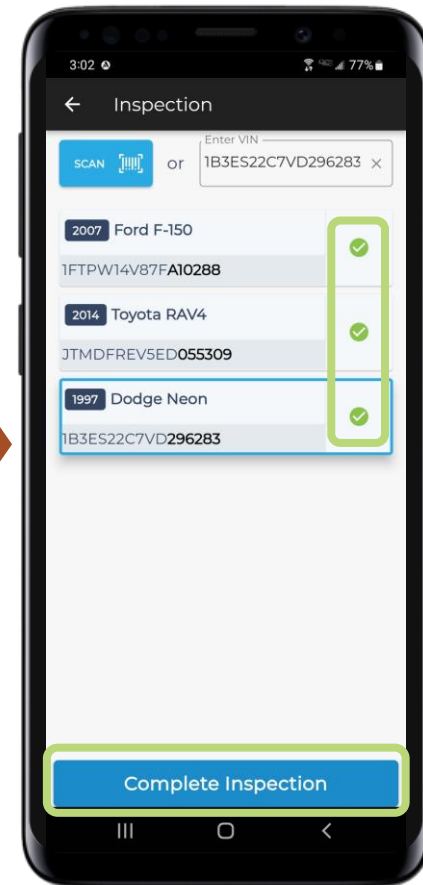 3:02 77%
Inspection
SCAN or Enter VIN 1B3ES22C7VD296283
2007 Ford F-150
1FTPW14V87FA10288
2014 Toyota RAV4
JTMDFREV5ED055309
1997 Dodge Neon
1B3ES22C7VD296283
Complete Inspection